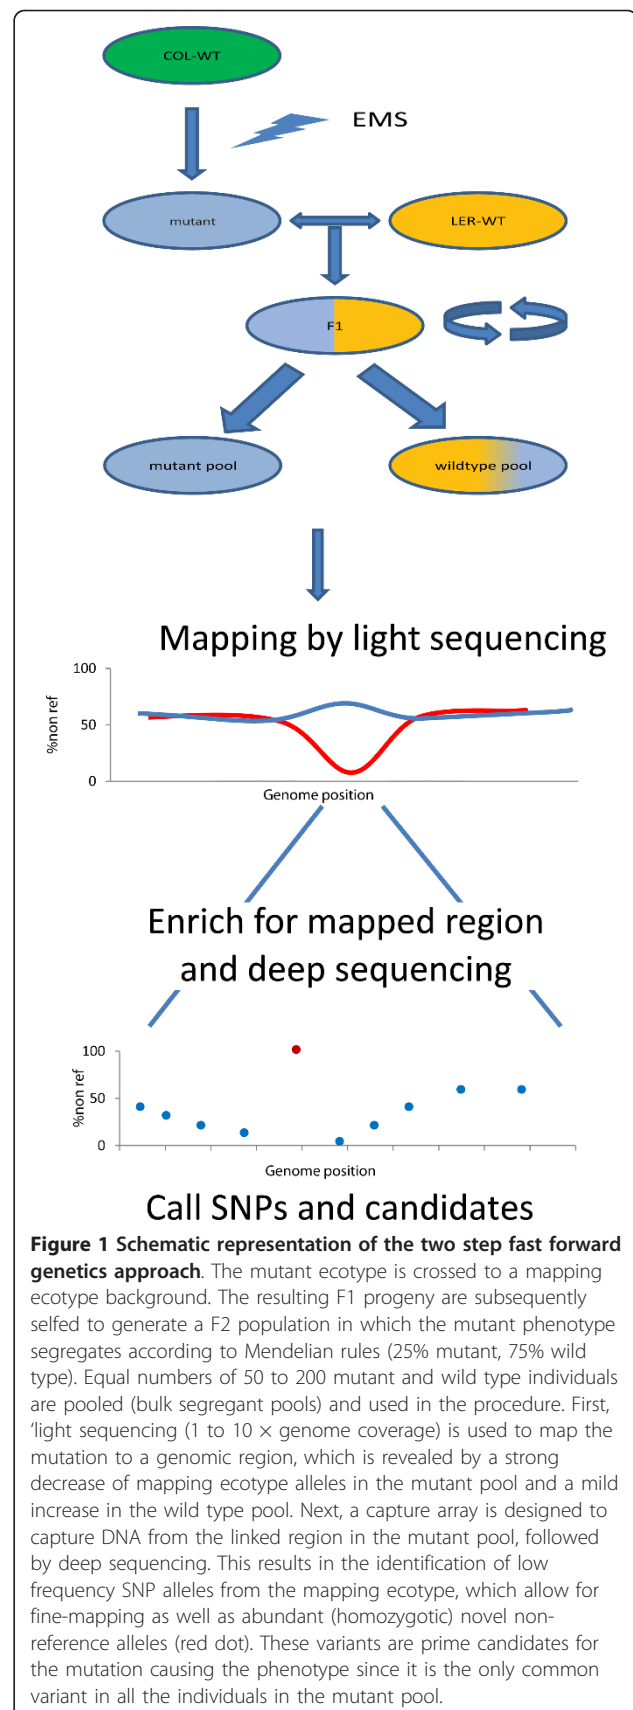 COL-WT
EMS
mutant
LER-WT
F1
mutant pool
wildtype pool
Mapping by light sequencing
100
%non ref
50
0
Genome position
Enrich for mapped region
and deep sequencing
100
%non ref
50
0
Genome position
Call SNPs and candidates
Figure 1 Schematic representation of the two step fast forward
genetics approach. The mutant ecotype is crossed to a mapping
ecotype background. The resulting F1 progeny are subsequently
selfed to generate a F2 population in which the mutant phenotype
segregates according to Mendelian rules (25% mutant, 75% wild
type). Equal numbers of 50 to 200 mutant and wild type individuals
are pooled (bulk segregant pools) and used in the procedure. First,
‘light sequencing (1 to 10 × genome coverage) is used to map the
mutation to a genomic region, which is revealed by a strong
decrease of mapping ecotype alleles in the mutant pool and a mild
increase in the wild type pool. Next, a capture array is designed to
capture DNA from the linked region in the mutant pool, followed
by deep sequencing. This results in the identification of low
frequency SNP alleles from the mapping ecotype, which allow for
fine-mapping as well as abundant (homozygotic) novel non-
reference alleles (red dot). These variants are prime candidates for
the mutation causing the phenotype since it is the only common
variant in all the individuals in the mutant pool.